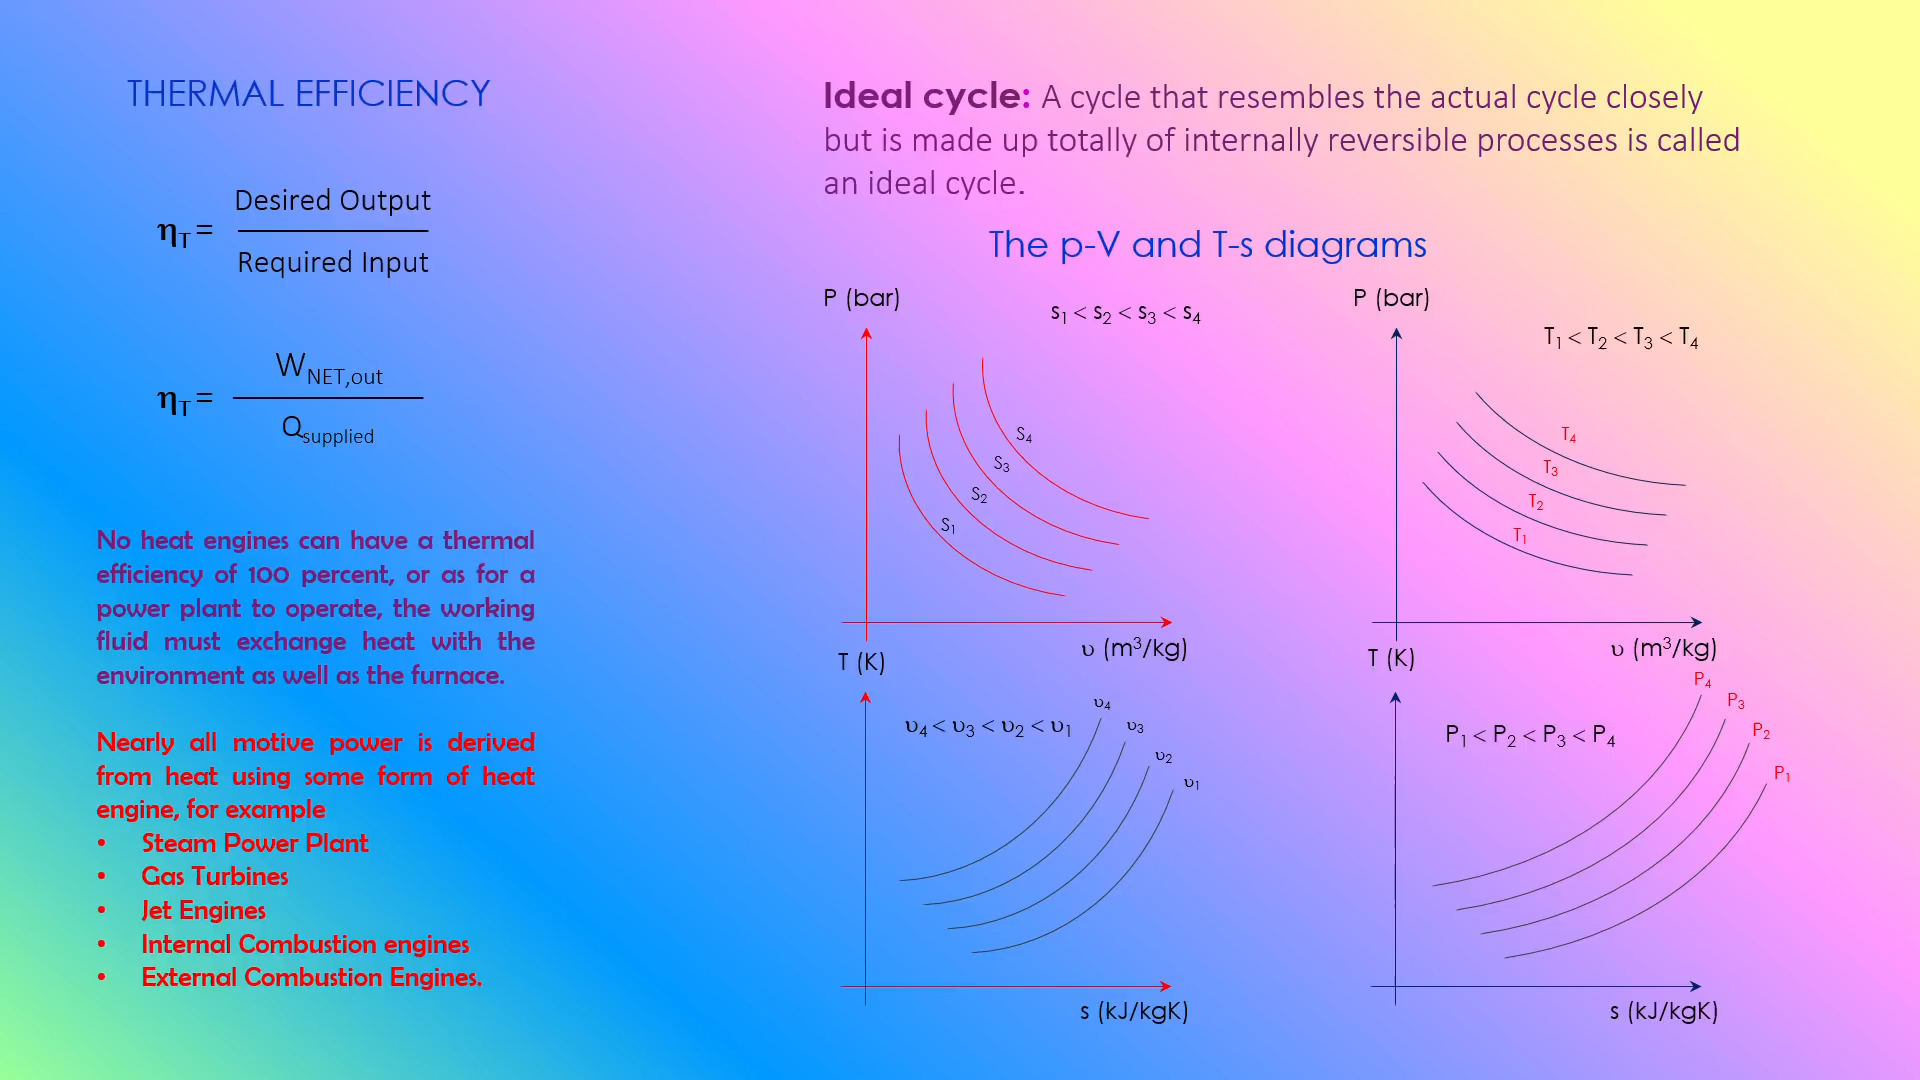 THERMAL EFFICIENCY
η_T = Desired Output
Required Input
η_T = W_NET,out
Q_supplied
No heat engines can have a thermal
efficiency of 100 percent, or as for a
power plant to operate, the working
fluid must exchange heat with the
environment as well as the furnace.
Nearly all motive power is derived
from heat using some form of heat
engine, for example
• Steam Power Plant
• Gas Turbines
• Jet Engines
• Internal Combustion engines
• External Combustion Engines.
Ideal cycle: A cycle that resembles the actual cycle closely
but is made up totally of internally reversible processes is called
an ideal cycle.
The p-V and T-s diagrams
P (bar)
s₁ < s₂ < s₃ < s₄
S₄
S₃
S₂
S₁
υ (m³/kg)
P (bar)
T₁ < T₂ < T₃ < T₄
T₄
T₃
T₂
T₁
υ (m³/kg)
T (K)
υ₄ < υ₃ < υ₂ < υ₁
υ₄
υ₃
υ₂
υ₁
s (kJ/kgK)
T (K)
P₁ < P₂ < P₃ < P₄
P₄
P₃
P₂
P₁
s (kJ/kgK)